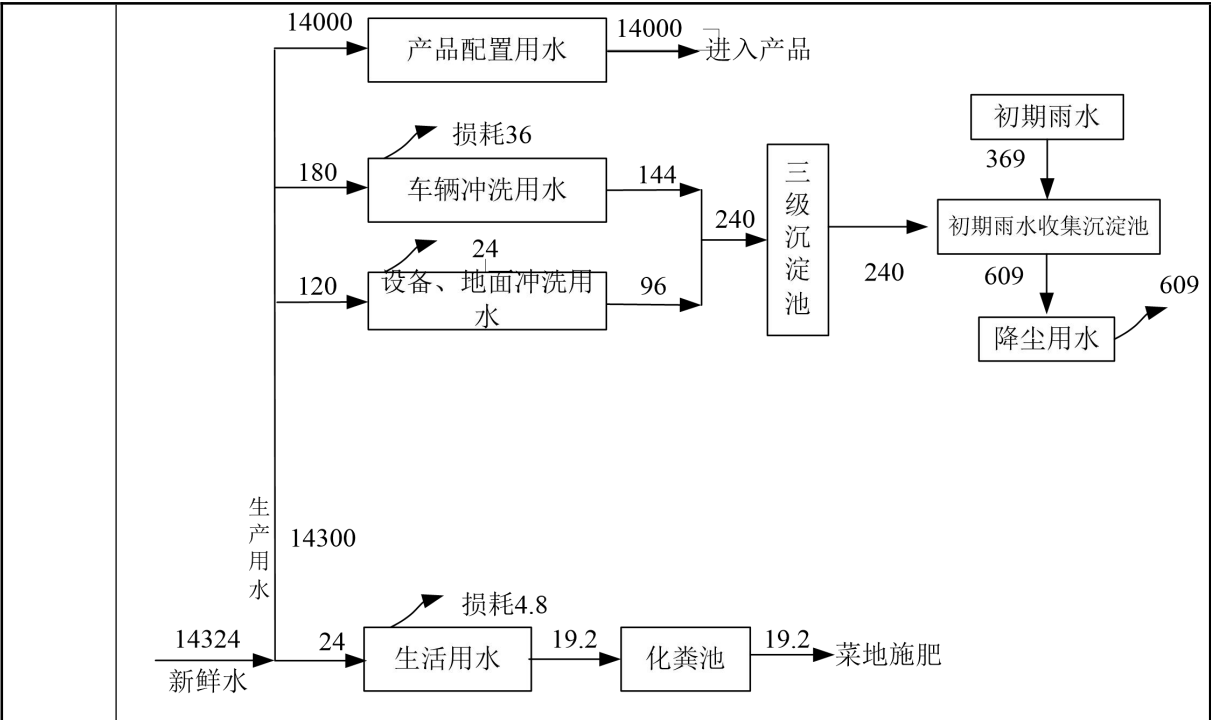 14000
产品配置用水
14000
进入产品
初期雨水
369
损耗36
180
车辆冲洗用水
144
三级沉淀池
240
初期雨水收集沉淀池
24
120
设备、地面冲洗用
水
96
240
609
609
降尘用水
生产用水
14300
损耗4.8
14324
新鲜水
24
生活用水
19.2
化粪池
19.2
菜地施肥